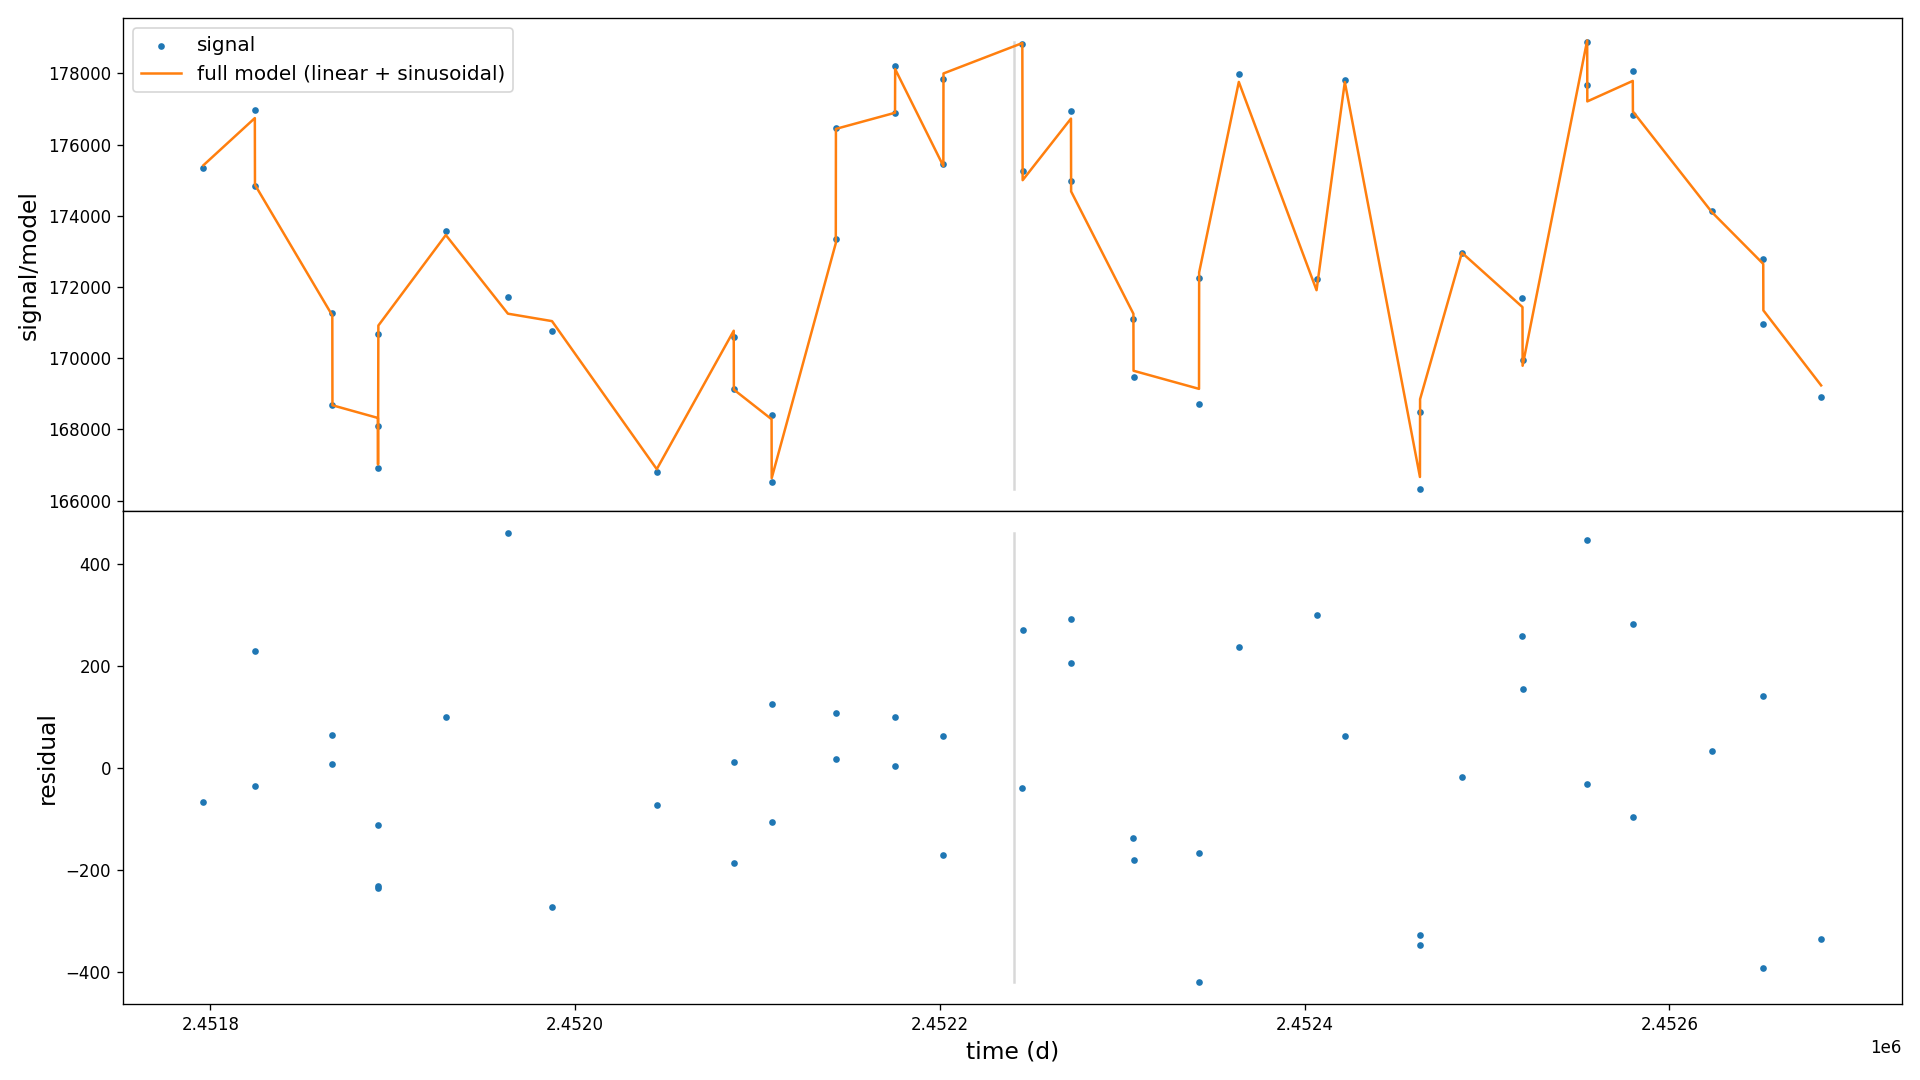 signal
full model (linear + sinusoidal)
signal/model
178000
176000
174000
172000
170000
168000
166000
residual
400
200
0
−200
−400
2.4518 2.4520 2.4522 2.4524 2.4526
1e6
time (d)